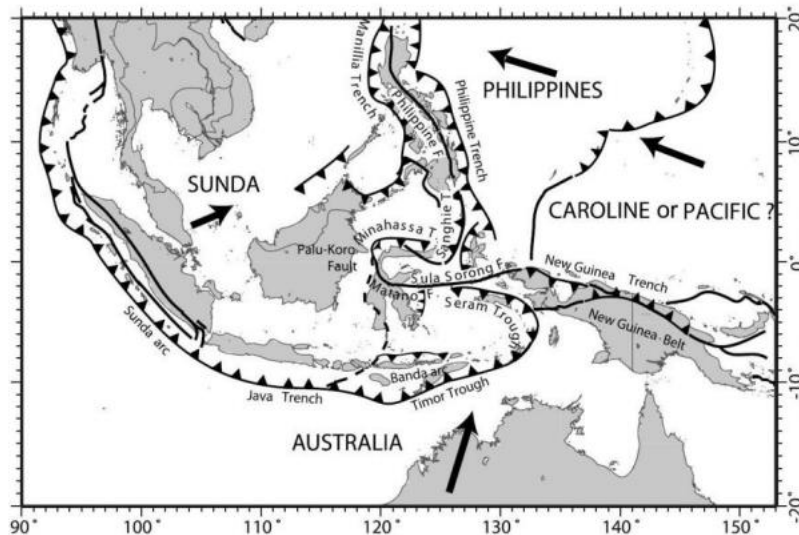 Manillia Trench
Philippine F.
Philippine Trench
PHILIPPINES
SUNDA
CAROLINE or PACIFIC ?
Sanghie T.
Minahassa T.
Palu-Koro
Fault
Sula Sorong F.
New Guinea Trench
Matano F.
Seram Trough
New Guinea-Belt
Sunda arc
Banda arc
Java Trench
Timor Trough
AUSTRALIA
20°
10°
0°
-10°
-20°
90° 100° 110° 120° 130° 140° 150°